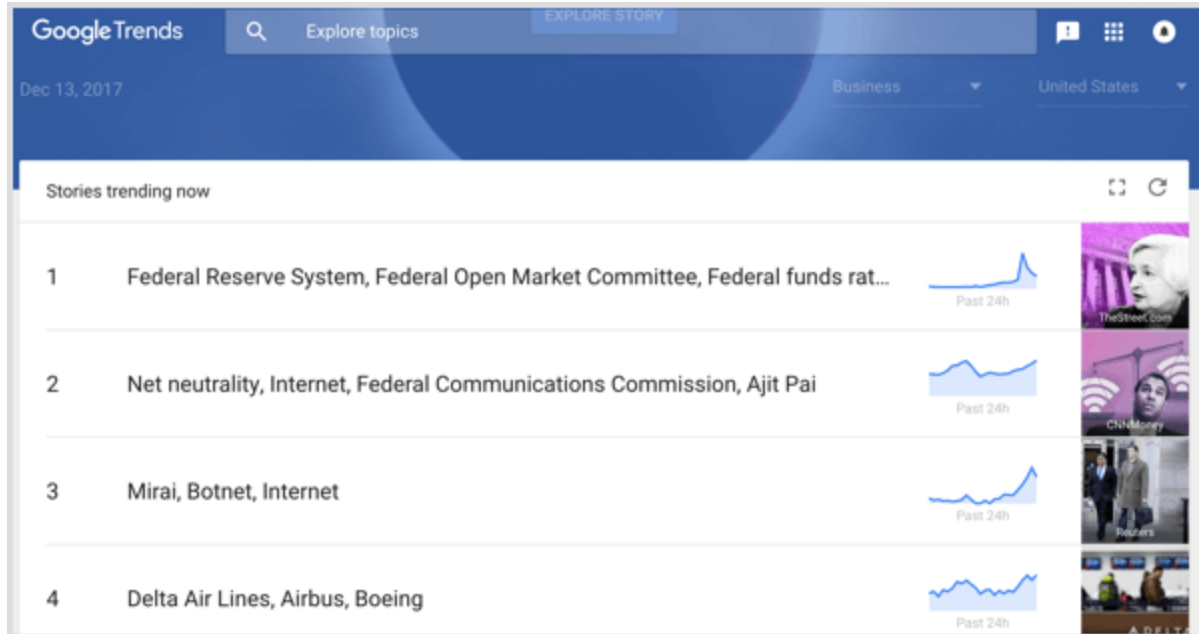 EXPLORE STORY
Google Trends
Explore topics
Dec 13, 2017
Business
United States
Stories trending now
1
Federal Reserve System, Federal Open Market Committee, Federal funds rat...
Past 24h
TheStreet.com
2
Net neutrality, Internet, Federal Communications Commission, Ajit Pai
Past 24h
CNNMoney
3
Mirai, Botnet, Internet
Past 24h
Reuters
4
Delta Air Lines, Airbus, Boeing
Past 24h